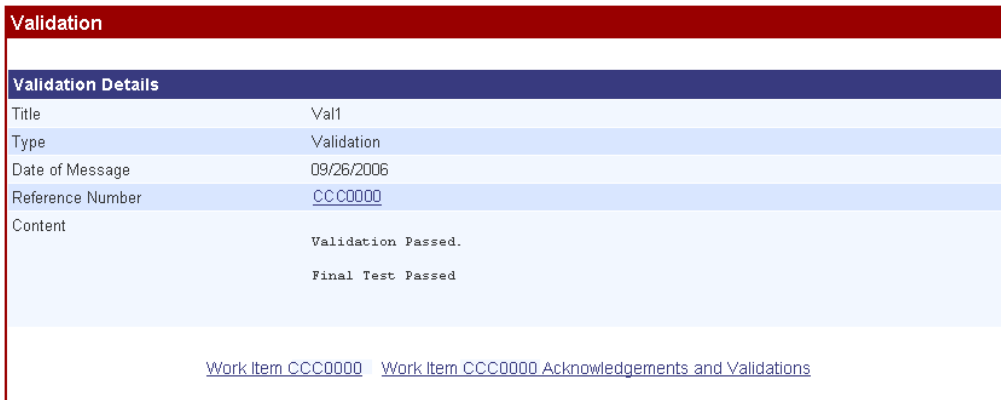 Validation
Validation Details
Title Val1
Type Validation
Date of Message 09/26/2006
Reference Number CCC0000
Content
Validation Passed.
Final Test Passed
Work Item CCC0000 Work Item CCC0000 Acknowledgements and Validations